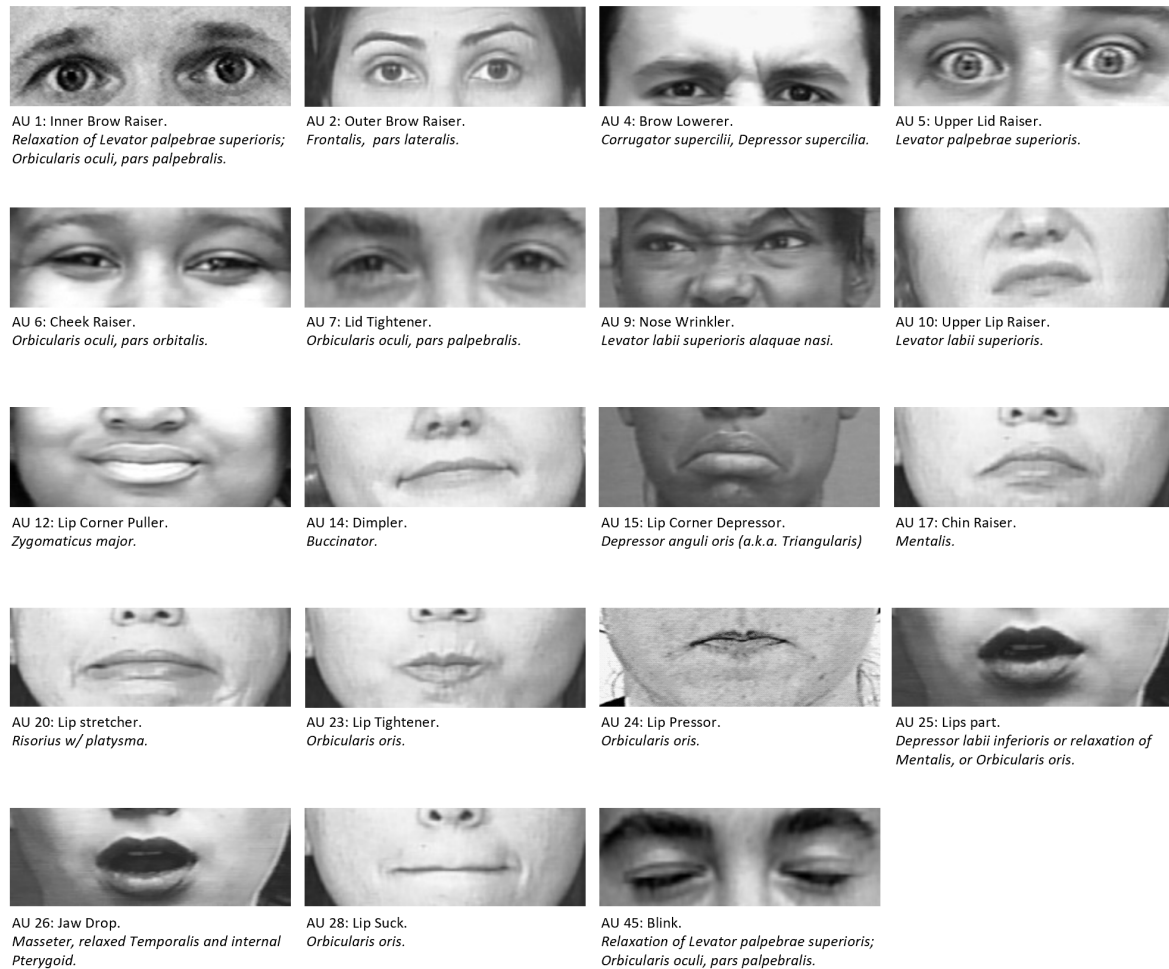 AU 1: Inner Brow Raiser.
Relaxation of Levator palpebrae superioris;
Orbicularis oculi, pars palpebralis.
AU 2: Outer Brow Raiser.
Frontalis,  pars lateralis.
AU 4: Brow Lowerer.
Corrugator supercilii, Depressor supercilia.
AU 5: Upper Lid Raiser.
Levator palpebrae superioris.
AU 6: Cheek Raiser.
Orbicularis oculi, pars orbitalis.
AU 7: Lid Tightener.
Orbicularis oculi, pars palpebralis.
AU 9: Nose Wrinkler.
Levator labii superioris alaquae nasi.
AU 10: Upper Lip Raiser.
Levator labii superioris.
AU 12: Lip Corner Puller.
Zygomaticus major.
AU 14: Dimpler.
Buccinator.
AU 15: Lip Corner Depressor.
Depressor anguli oris (a.k.a. Triangularis)
AU 17: Chin Raiser.
Mentalis.
AU 20: Lip stretcher.
Risorius w/ platysma.
AU 23: Lip Tightener.
Orbicularis oris.
AU 24: Lip Pressor.
Orbicularis oris.
AU 25: Lips part.
Depressor labii inferioris or relaxation of
Mentalis, or Orbicularis oris.
AU 26: Jaw Drop.
Masseter, relaxed Temporalis and internal
Pterygoid.
AU 28: Lip Suck.
Orbicularis oris.
AU 45: Blink.
Relaxation of Levator palpebrae superioris;
Orbicularis oculi, pars palpebralis.